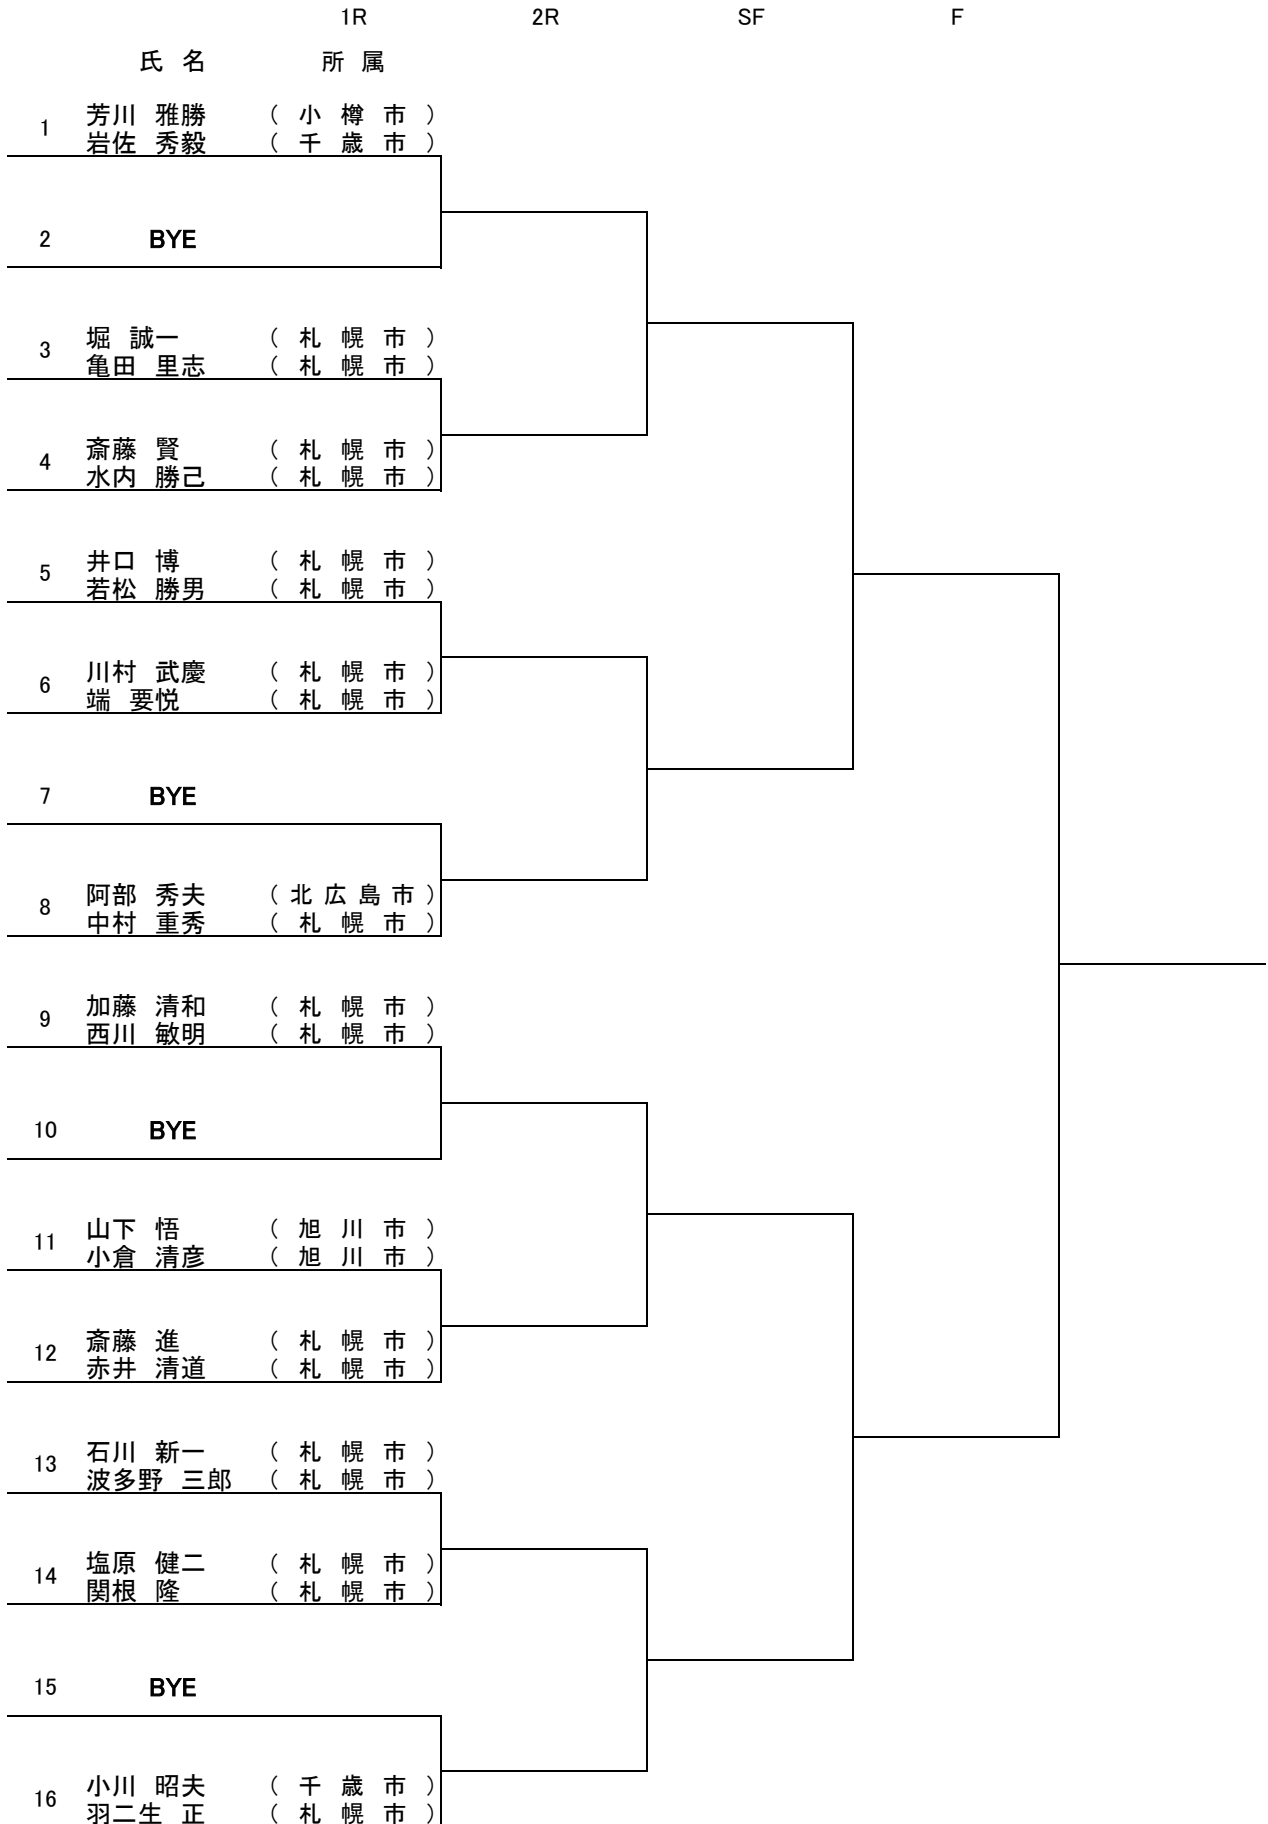 1R 2R SF F
氏 名 所 属
芳川 雅勝 ( 小 樽 市 )
1
岩佐 秀毅 ( 千 歳 市 )
2 BYE
堀 誠一 ( 札 幌 市 )
3
亀田 里志 ( 札 幌 市 )
斎藤 賢 ( 札 幌 市 )
4
水内 勝己 ( 札 幌 市 )
井口 博 ( 札 幌 市 )
5
若松 勝男 ( 札 幌 市 )
川村 武慶 ( 札 幌 市 )
6
端 要悦 ( 札 幌 市 )
7 BYE
阿部 秀夫 ( 北 広 島 市 )
8
中村 重秀 ( 札 幌 市 )
加藤 清和 ( 札 幌 市 )
9
西川 敏明 ( 札 幌 市 )
10 BYE
山下 悟 ( 旭 川 市 )
11
小倉 清彦 ( 旭 川 市 )
斎藤 進 ( 札 幌 市 )
12
赤井 清道 ( 札 幌 市 )
石川 新一 ( 札 幌 市 )
13
波多野 三郎 ( 札 幌 市 )
塩原 健二 ( 札 幌 市 )
14
関根 隆 ( 札 幌 市 )
15 BYE
小川 昭夫 ( 千 歳 市 )
16
羽二生 正 ( 札 幌 市 )